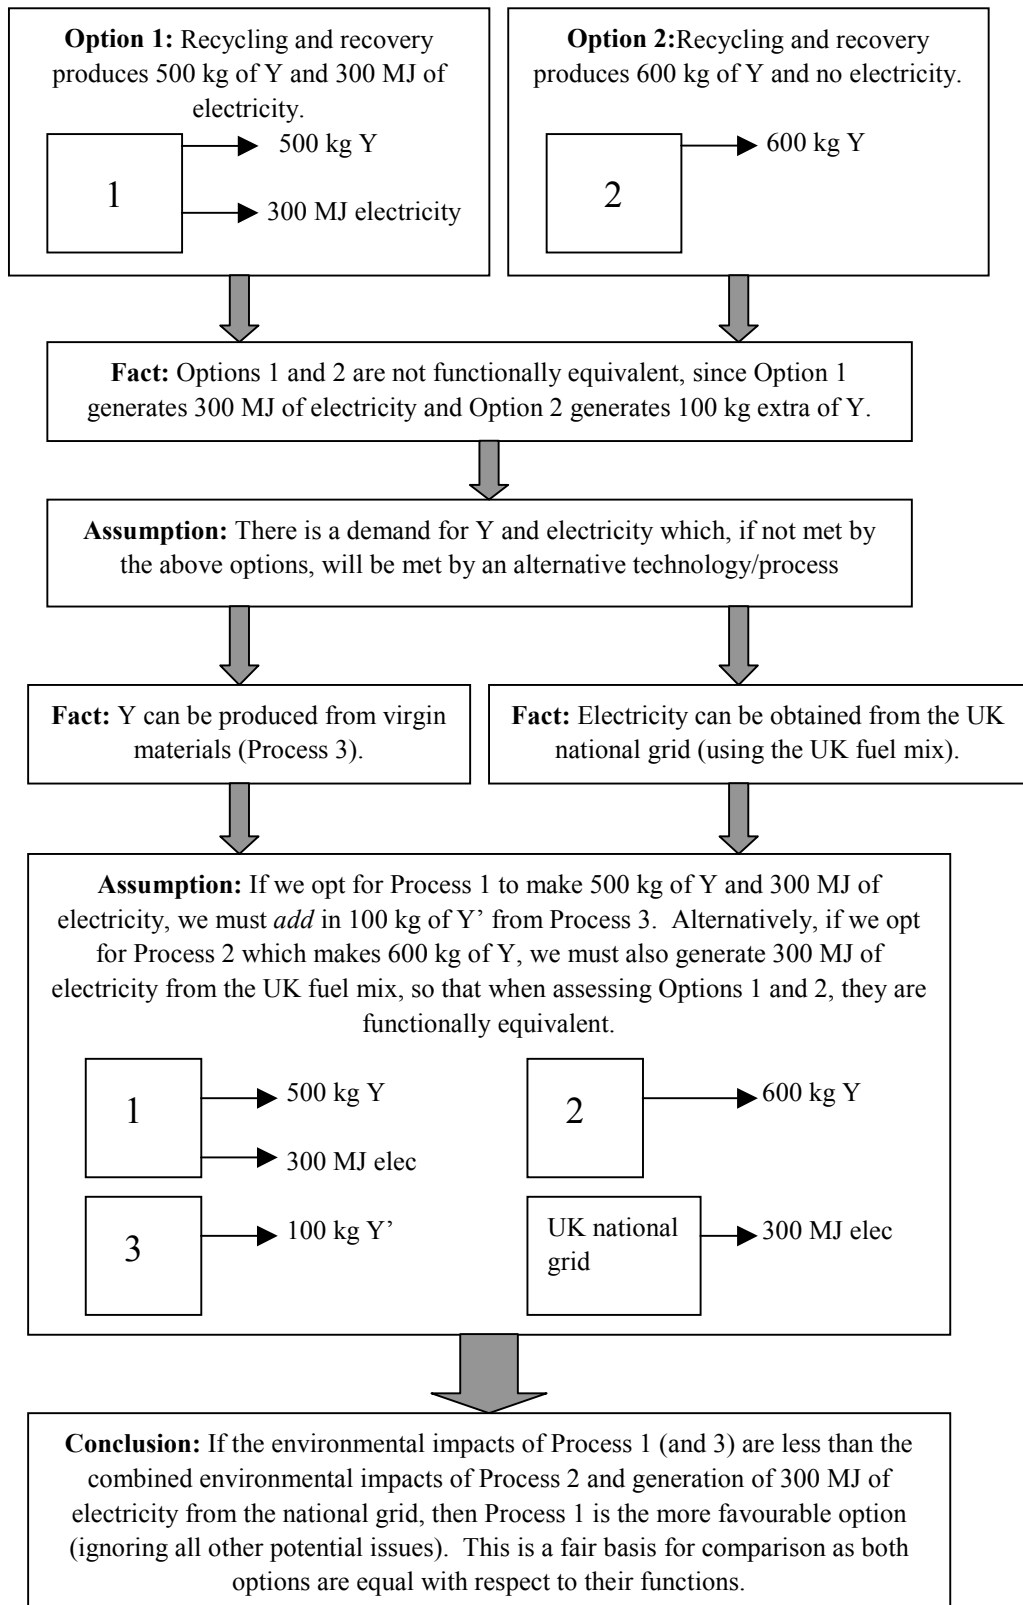 Option 1: Recycling and recovery
produces 500 kg of Y and 300 MJ of
electricity.
500 kg Y
1
300 MJ electricity
Option 2:Recycling and recovery
produces 600 kg of Y and no electricity.
600 kg Y
2
Fact: Options 1 and 2 are not functionally equivalent, since Option 1
generates 300 MJ of electricity and Option 2 generates 100 kg extra of Y.
Assumption: There is a demand for Y and electricity which, if not met by
the above options, will be met by an alternative technology/process
Fact: Y can be produced from virgin
materials (Process 3).
Fact: Electricity can be obtained from the UK
national grid (using the UK fuel mix).
Assumption: If we opt for Process 1 to make 500 kg of Y and 300 MJ of
electricity, we must add in 100 kg of Y’ from Process 3.  Alternatively, if we opt
for Process 2 which makes 600 kg of Y, we must also generate 300 MJ of
electricity from the UK fuel mix, so that when assessing Options 1 and 2, they are
functionally equivalent.
1
500 kg Y
300 MJ elec
2
600 kg Y
3
100 kg Y’
UK national
grid
300 MJ elec
Conclusion: If the environmental impacts of Process 1 (and 3) are less than the
combined environmental impacts of Process 2 and generation of 300 MJ of
electricity from the national grid, then Process 1 is the more favourable option
(ignoring all other potential issues).  This is a fair basis for comparison as both
options are equal with respect to their functions.